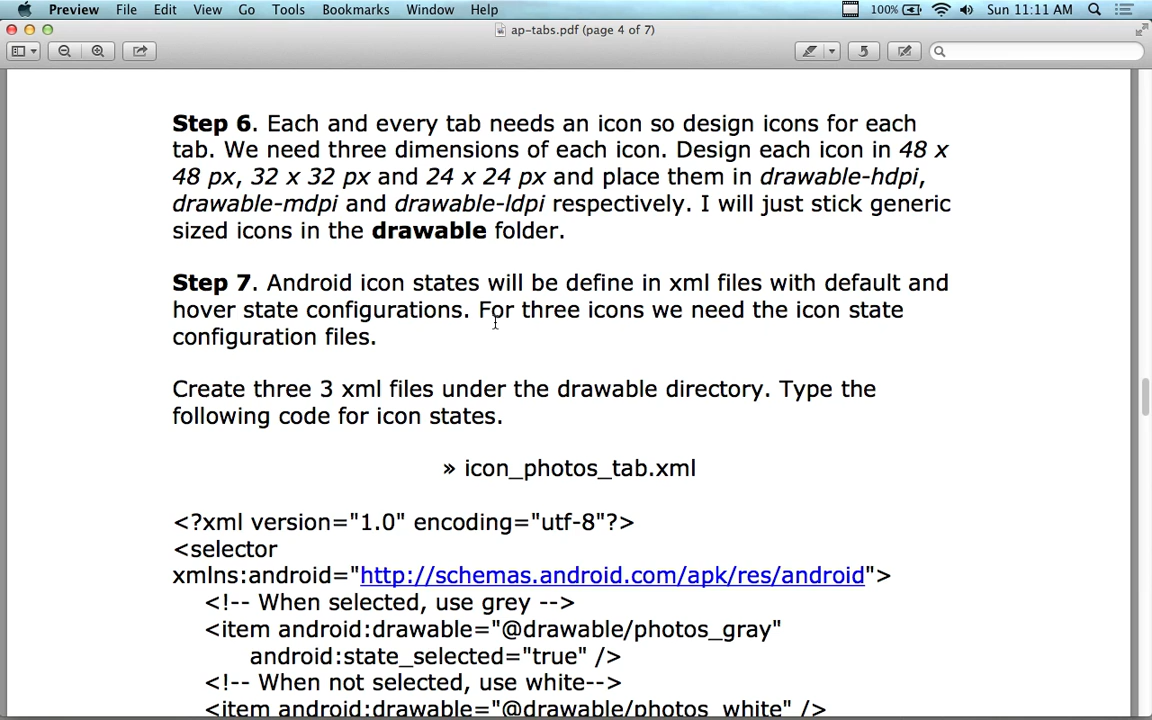 Preview File Edit View Go Tools Bookmarks Window Help 100% Sun 11:11 AM
ap-tabs.pdf (page 4 of 7)
Step 6. Each and every tab needs an icon so design icons for each
tab. We need three dimensions of each icon. Design each icon in 48 x
48 px, 32 x 32 px and 24 x 24 px and place them in drawable-hdpi,
drawable-mdpi and drawable-ldpi respectively. I will just stick generic
sized icons in the drawable folder.
Step 7. Android icon states will be define in xml files with default and
hover state configurations. For three icons we need the icon state
configuration files.
Create three 3 xml files under the drawable directory. Type the
following code for icon states.
» icon_photos_tab.xml
<?xml version="1.0" encoding="utf-8"?>
<selector
xmlns:android="http://schemas.android.com/apk/res/android">
<!-- When selected, use grey -->
<item android:drawable="@drawable/photos_gray"
android:state_selected="true" />
<!-- When not selected, use white-->
<item android:drawable="@drawable/photos_white" />